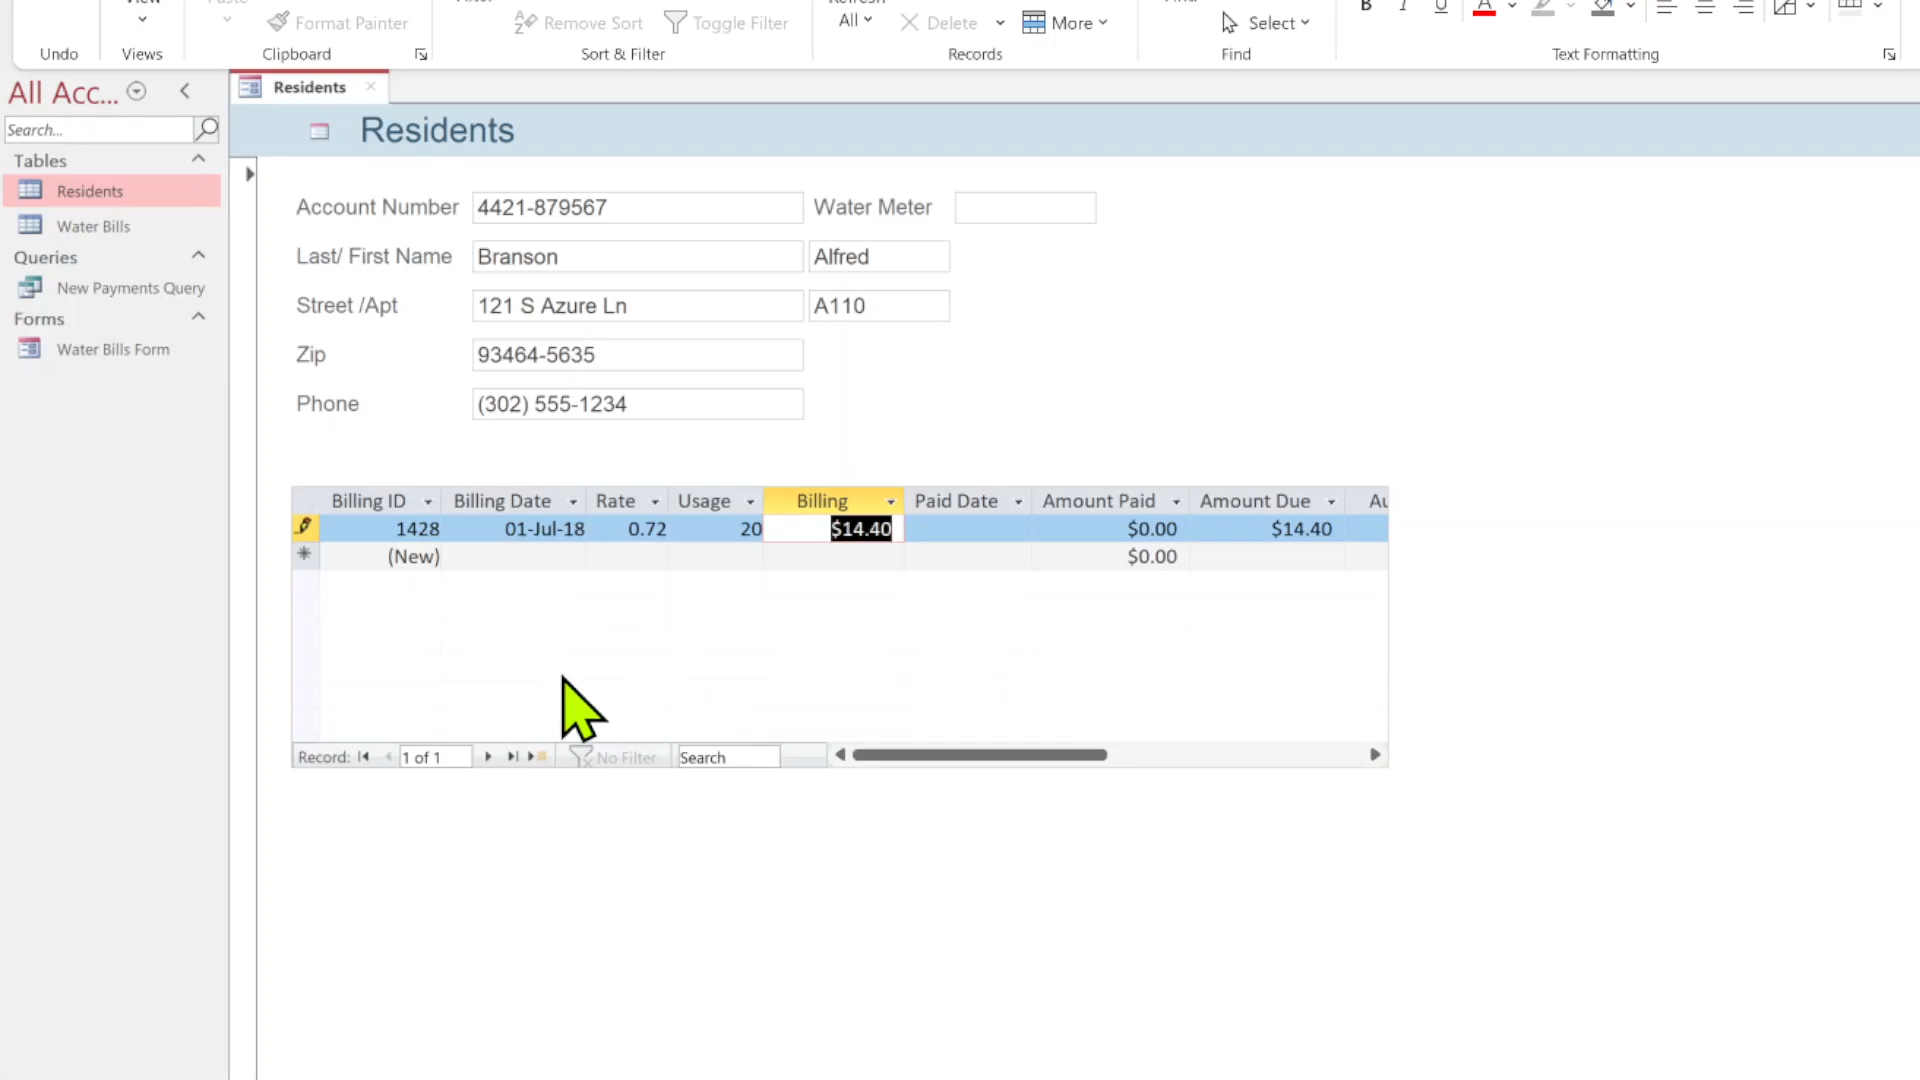 All
Format Painter
Remove Sort
Toggle Filter
Delete
More
Select
B I U A
Undo
Views
Clipboard
Sort & Filter
Records
Find
Text Formatting
All Acc...
Search...
Tables
Residents
Water Bills
Queries
New Payments Query
Forms
Water Bills Form
Residents
Residents
Account Number 4421-879567 Water Meter
Last/ First Name Branson Alfred
Street /Apt 121 S Azure Ln A110
Zip 93464-5635
Phone (302) 555-1234
Billing ID Billing Date Rate Usage Billing Paid Date Amount Paid Amount Due
1428 01-Jul-18 0.72 20 $14.40 $0.00 $14.40
(New) $0.00
Record: 1 of 1 No Filter Search